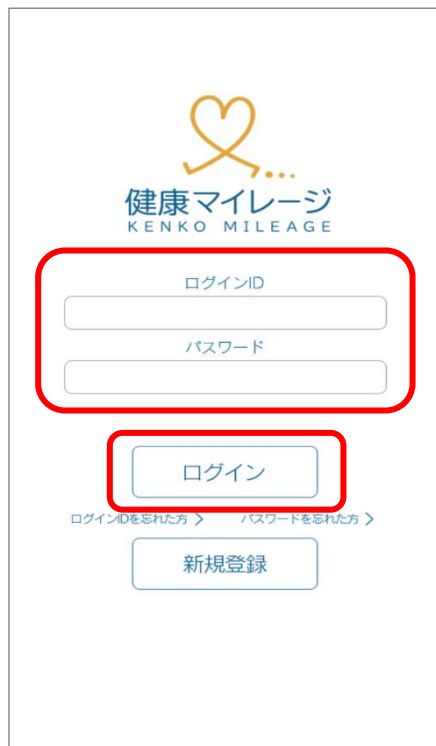 健康マイレージ
KENKO MILEAGE
ログインID
パスワード
ログイン
ログインIDを忘れた方 > パスワードを忘れた方 >
新規登録